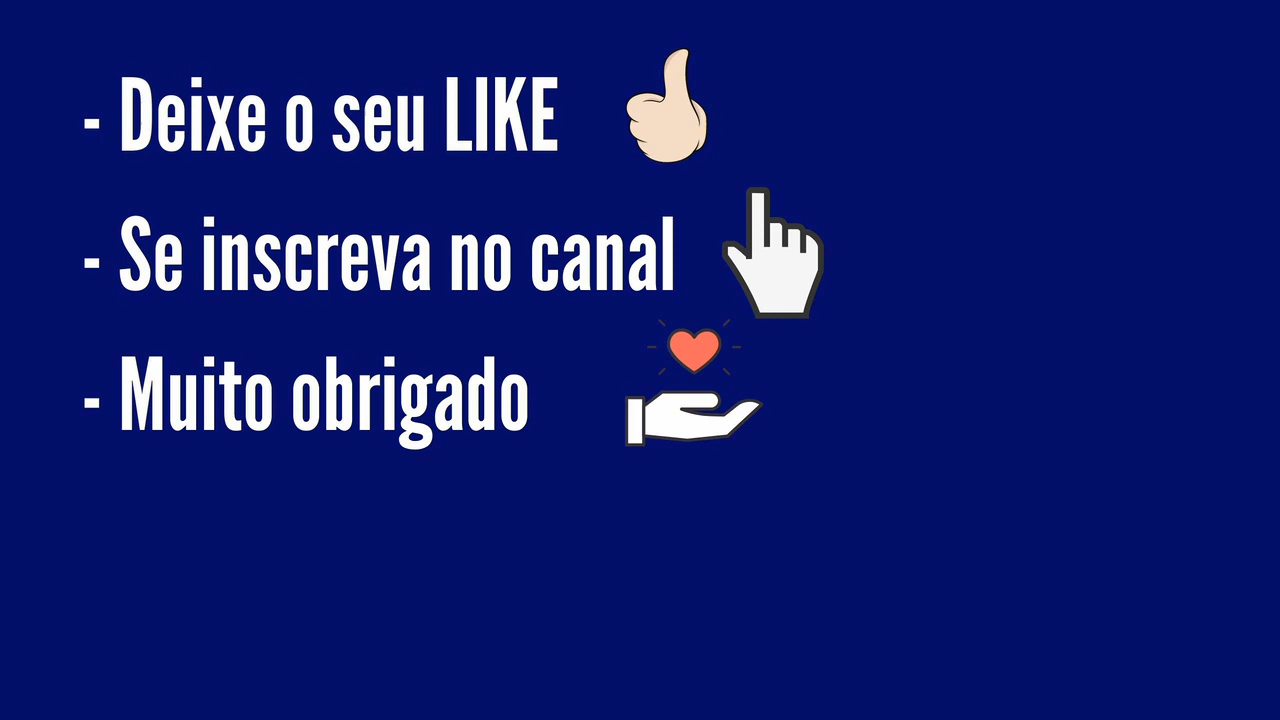 - Deixe o seu LIKE
- Se inscreva no canal
- Muito obrigado